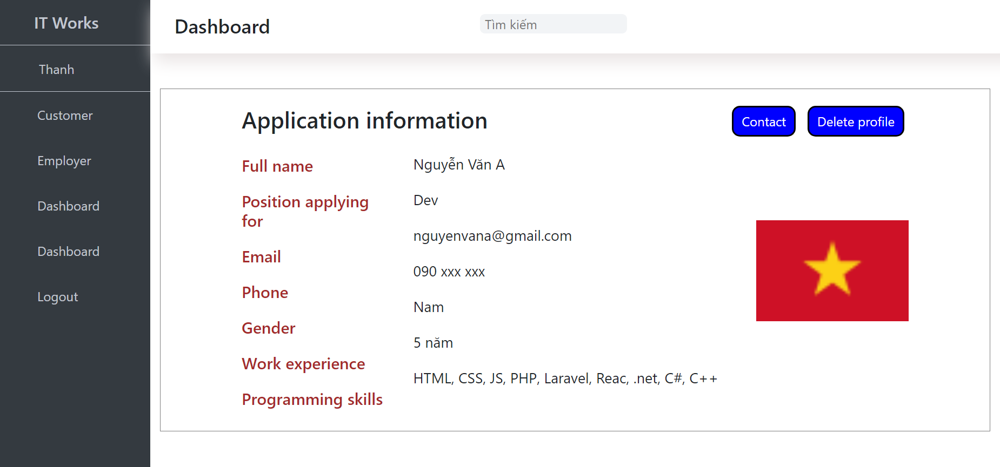 IT Works
Thanh
Customer
Employer
Dashboard
Dashboard
Logout
Dashboard
Tìm kiếm
Application information
Contact
Delete profile
Full name
Nguyễn Văn A
Position applying
for
Dev
Email
nguyenvana@gmail.com
Phone
090 xxx xxx
Gender
Nam
Work experience
5 năm
Programming skills
HTML, CSS, JS, PHP, Laravel, Reac, .net, C#, C++